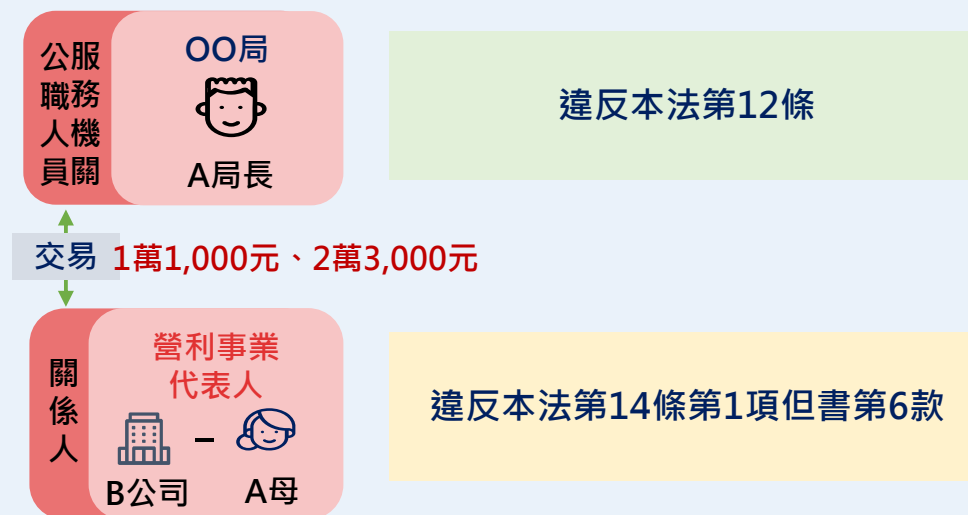 公職人員
服務機關
OO局
A局長
違反本法第12條
交易 1萬1,000元、2萬3,000元
關係人
營利事業
代表人
B公司
A母
違反本法第14條第1項但書第6款